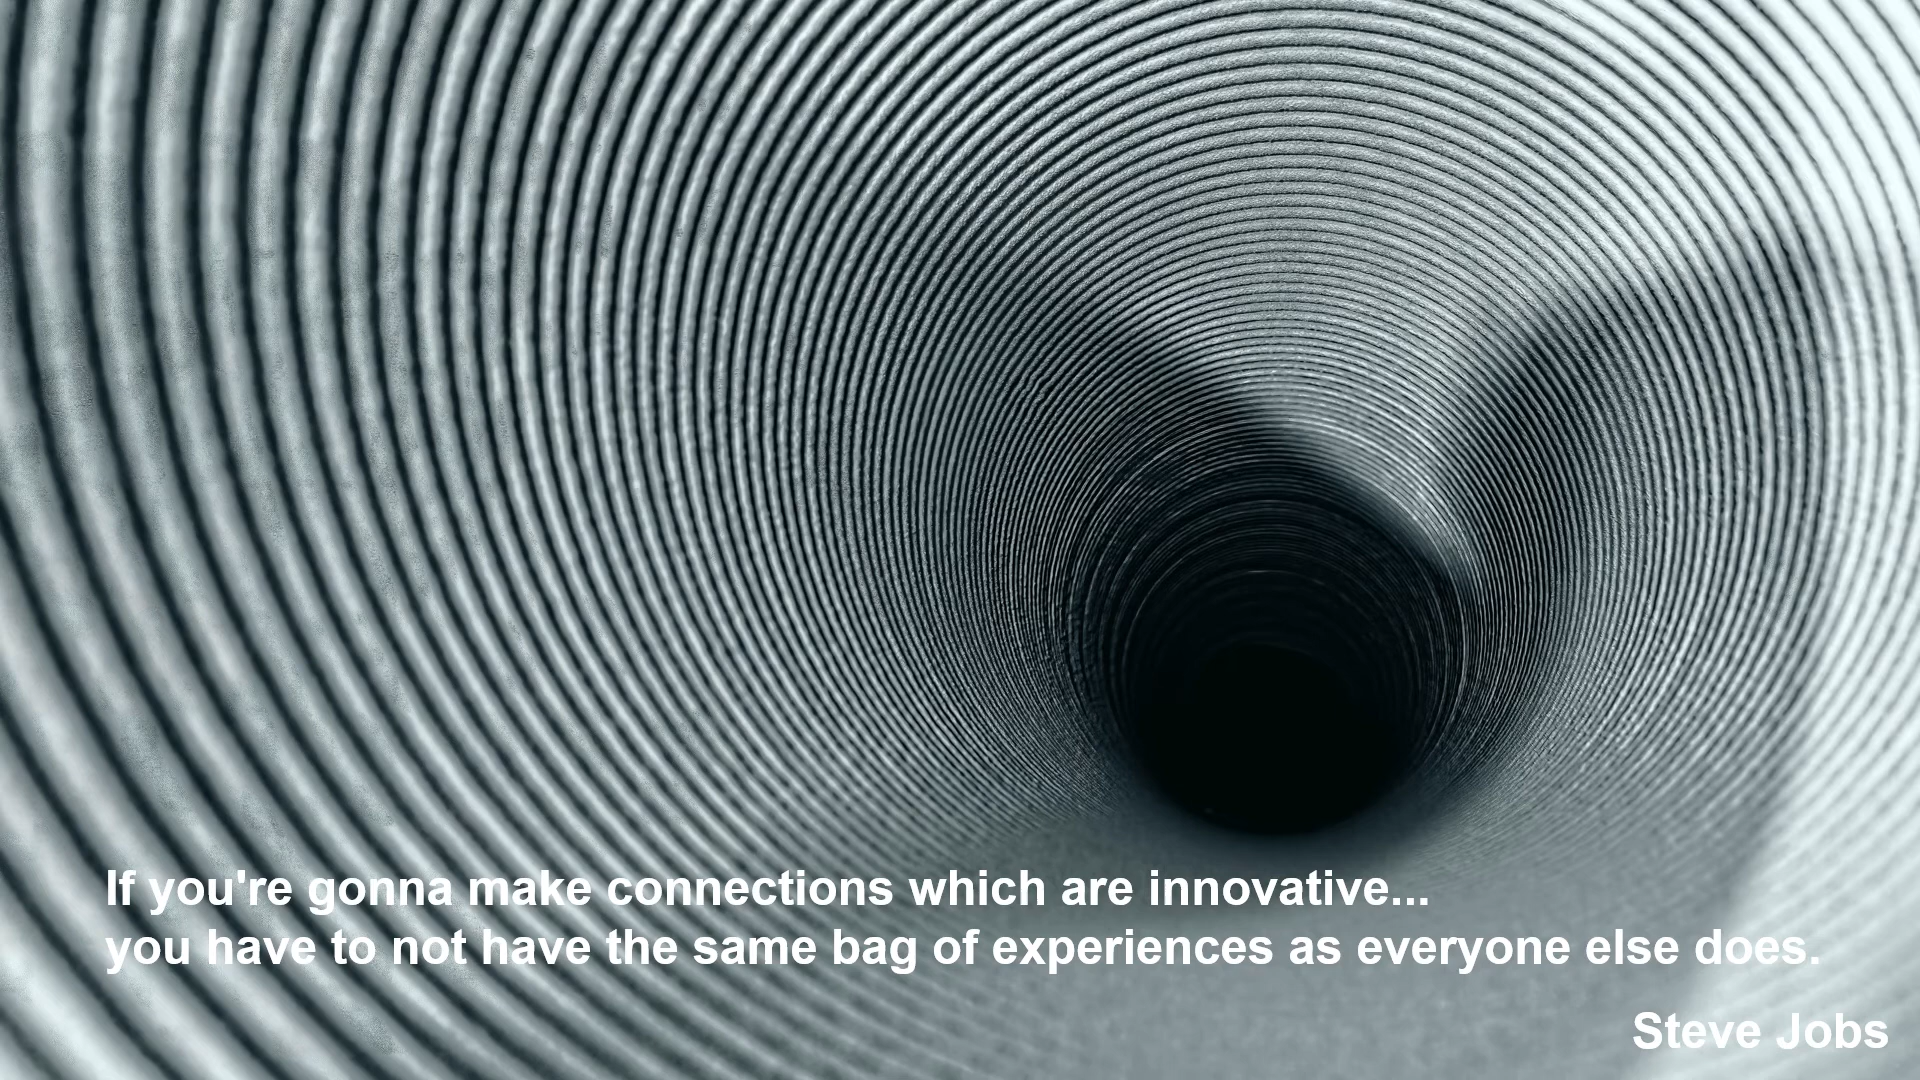 If you're gonna make connections which are innovative...
you have to not have the same bag of experiences as everyone else does.
Steve Jobs